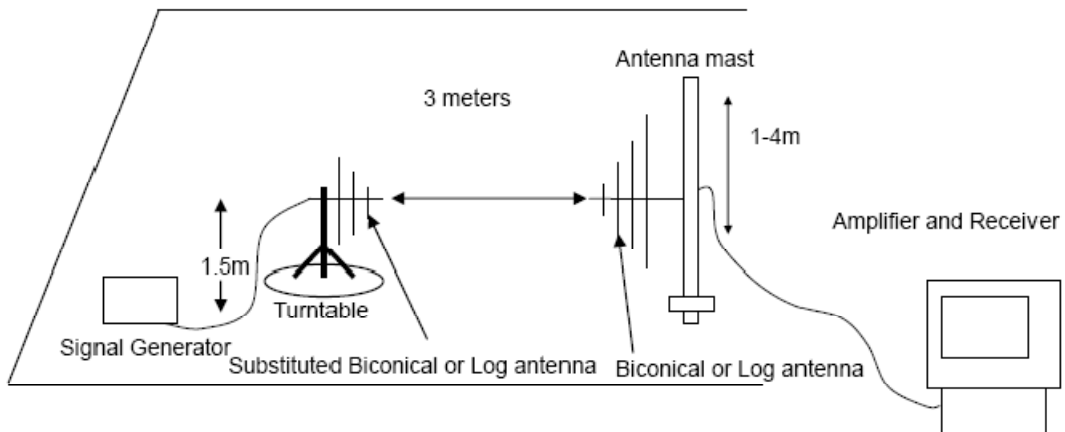 Antenna mast
3 meters
1-4m
Amplifier and Receiver
1.5m
Turntable
Signal Generator
Substituted Biconical or Log antenna
Biconical or Log antenna